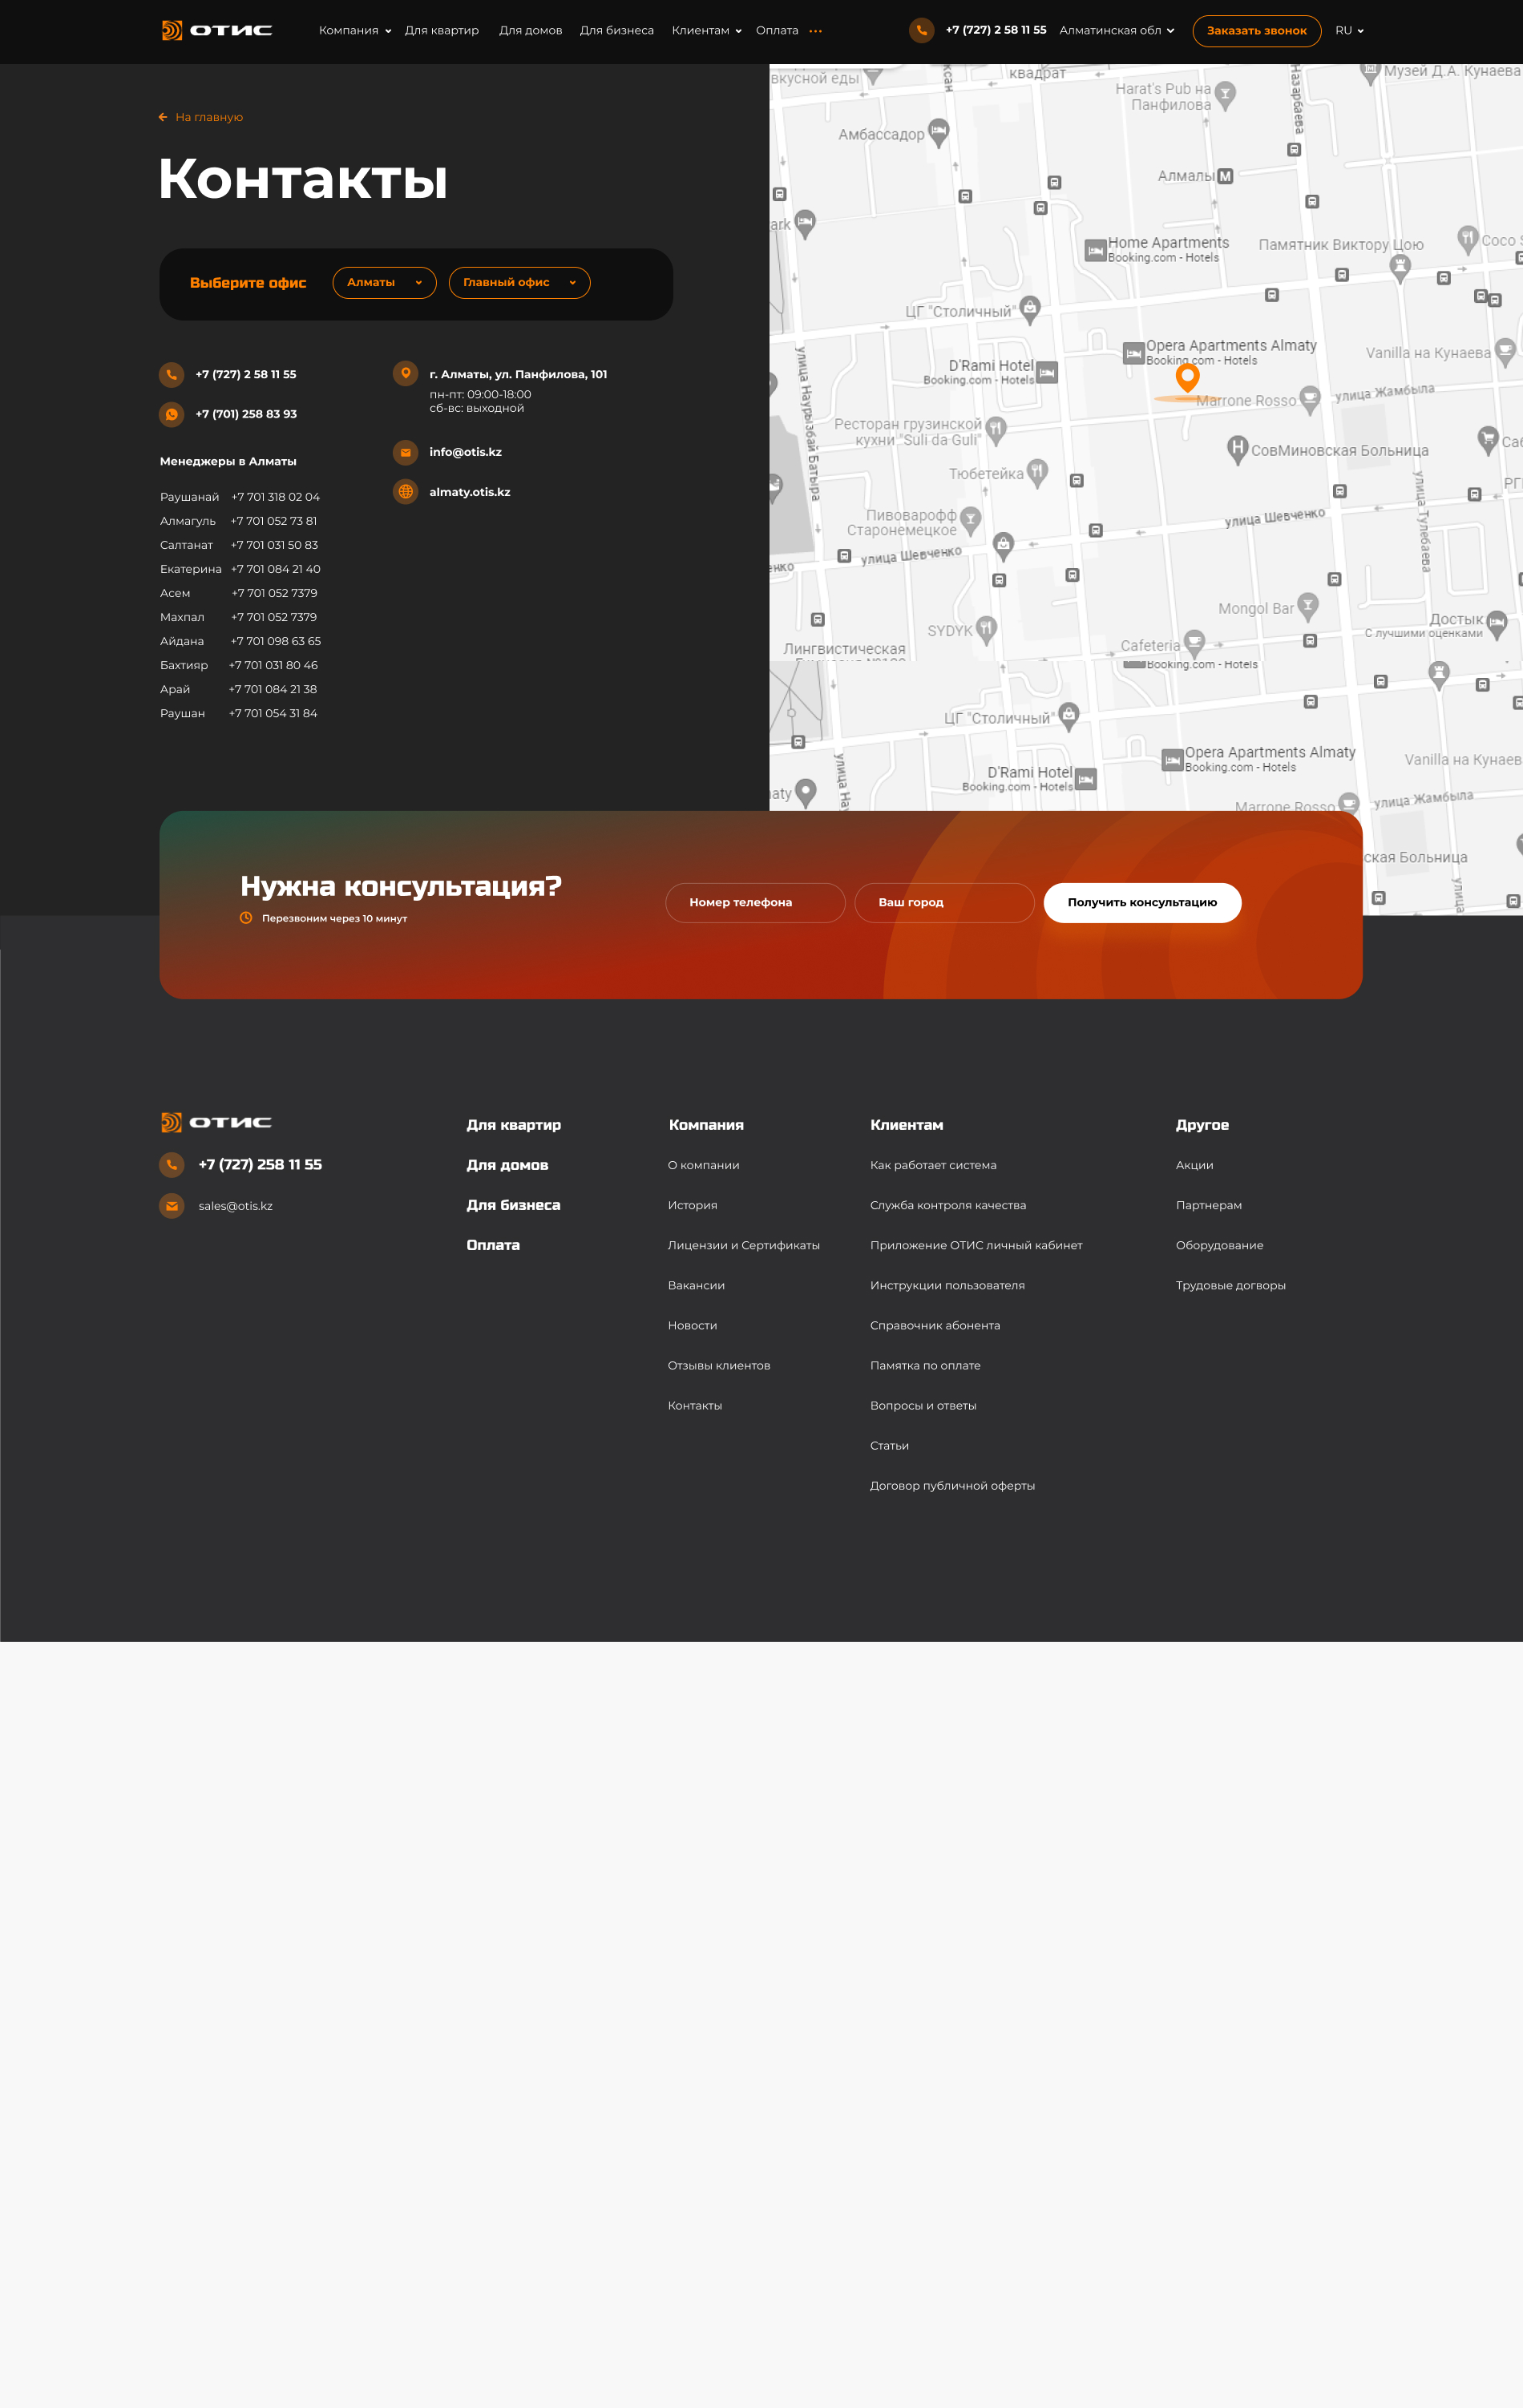 ОТИС
Компания
Для квартир
Для домов
Для бизнеса
Клиентам
Оплата
+7 (727) 2 58 11 55
Алматинская обл
Заказать звонок
RU
На главную
Контакты
Выберите офис
Алматы
Главный офис
+7 (727) 2 58 11 55
+7 (701) 258 83 93
г. Алматы, ул. Панфилова, 101
пн-пт: 09:00-18:00
сб-вс: выходной
info@otis.kz
almaty.otis.kz
Менеджеры в Алматы
Раушанай +7 701 318 02 04
Алмагуль +7 701 052 73 81
Салтанат +7 701 031 50 83
Екатерина +7 701 084 21 40
Асем +7 701 052 7379
Махпал +7 701 052 7379
Айдана +7 701 098 63 65
Бахтияр +7 701 031 80 46
Арай +7 701 084 21 38
Раушан +7 701 054 31 84
вкусной еды
квадрат
Музей Д.А. Кунаева
Harat's Pub на
Панфилова
Назарбаева
Амбассадор
Алмалы
M
Home Apartments
Booking.com - Hotels
Памятник Виктору Цою
Coco
ЦГ "Столичный"
Opera Apartments Almaty
Booking.com - Hotels
Vanilla на Кунаева
D'Rami Hotel
Booking.com - Hotels
Marrone Rosso
улица Жамбыла
улица Наурызбай Батыра
Ресторан грузинской
кухни "Suli da Guli"
H
СовМиновская Больница
Тюбетейка
улица Тулебаева
Пивоварофф
Старонемецкое
улица Шевченко
улица Шевченко
Mongol Bar
Достык
С лучшими оценками
SYDYK
Cafeteria
Лингвистическая
Booking.com - Hotels
ЦГ "Столичный"
Opera Apartments Almaty
Booking.com - Hotels
Vanilla на Кунаева
D'Rami Hotel
Booking.com - Hotels
Marrone Rosso
улица Жамбыла
Больница
Нужна консультация?
Перезвоним через 10 минут
Номер телефона
Ваш город
Получить консультацию
ОТИС
+7 (727) 258 11 55
sales@otis.kz
Для квартир
Для домов
Для бизнеса
Оплата
Компания
О компании
История
Лицензии и Сертификаты
Вакансии
Новости
Отзывы клиентов
Контакты
Клиентам
Как работает система
Служба контроля качества
Приложение ОТИС личный кабинет
Инструкции пользователя
Справочник абонента
Памятка по оплате
Вопросы и ответы
Статьи
Договор публичной оферты
Другое
Акции
Партнерам
Оборудование
Трудовые догворы